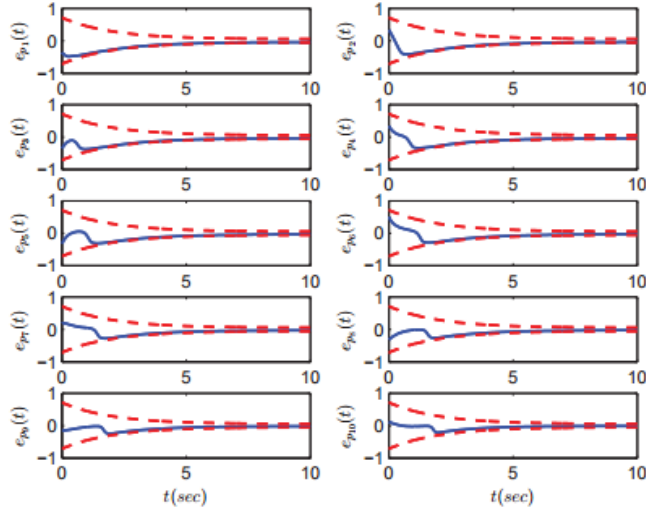 e_{p_1}(t) 1 0 -1 0 5 10
e_{p_2}(t) 1 0 -1 0 5 10
e_{p_3}(t) 1 0 -1 0 5 10
e_{p_4}(t) 1 0 -1 0 5 10
e_{p_5}(t) 1 0 -1 0 5 10
e_{p_6}(t) 1 0 -1 0 5 10
e_{p_7}(t) 1 0 -1 0 5 10
e_{p_8}(t) 1 0 -1 0 5 10
e_{p_9}(t) 1 0 -1 0 5 10
t(sec)
e_{p_{10}}(t) 1 0 -1 0 5 10
t(sec)